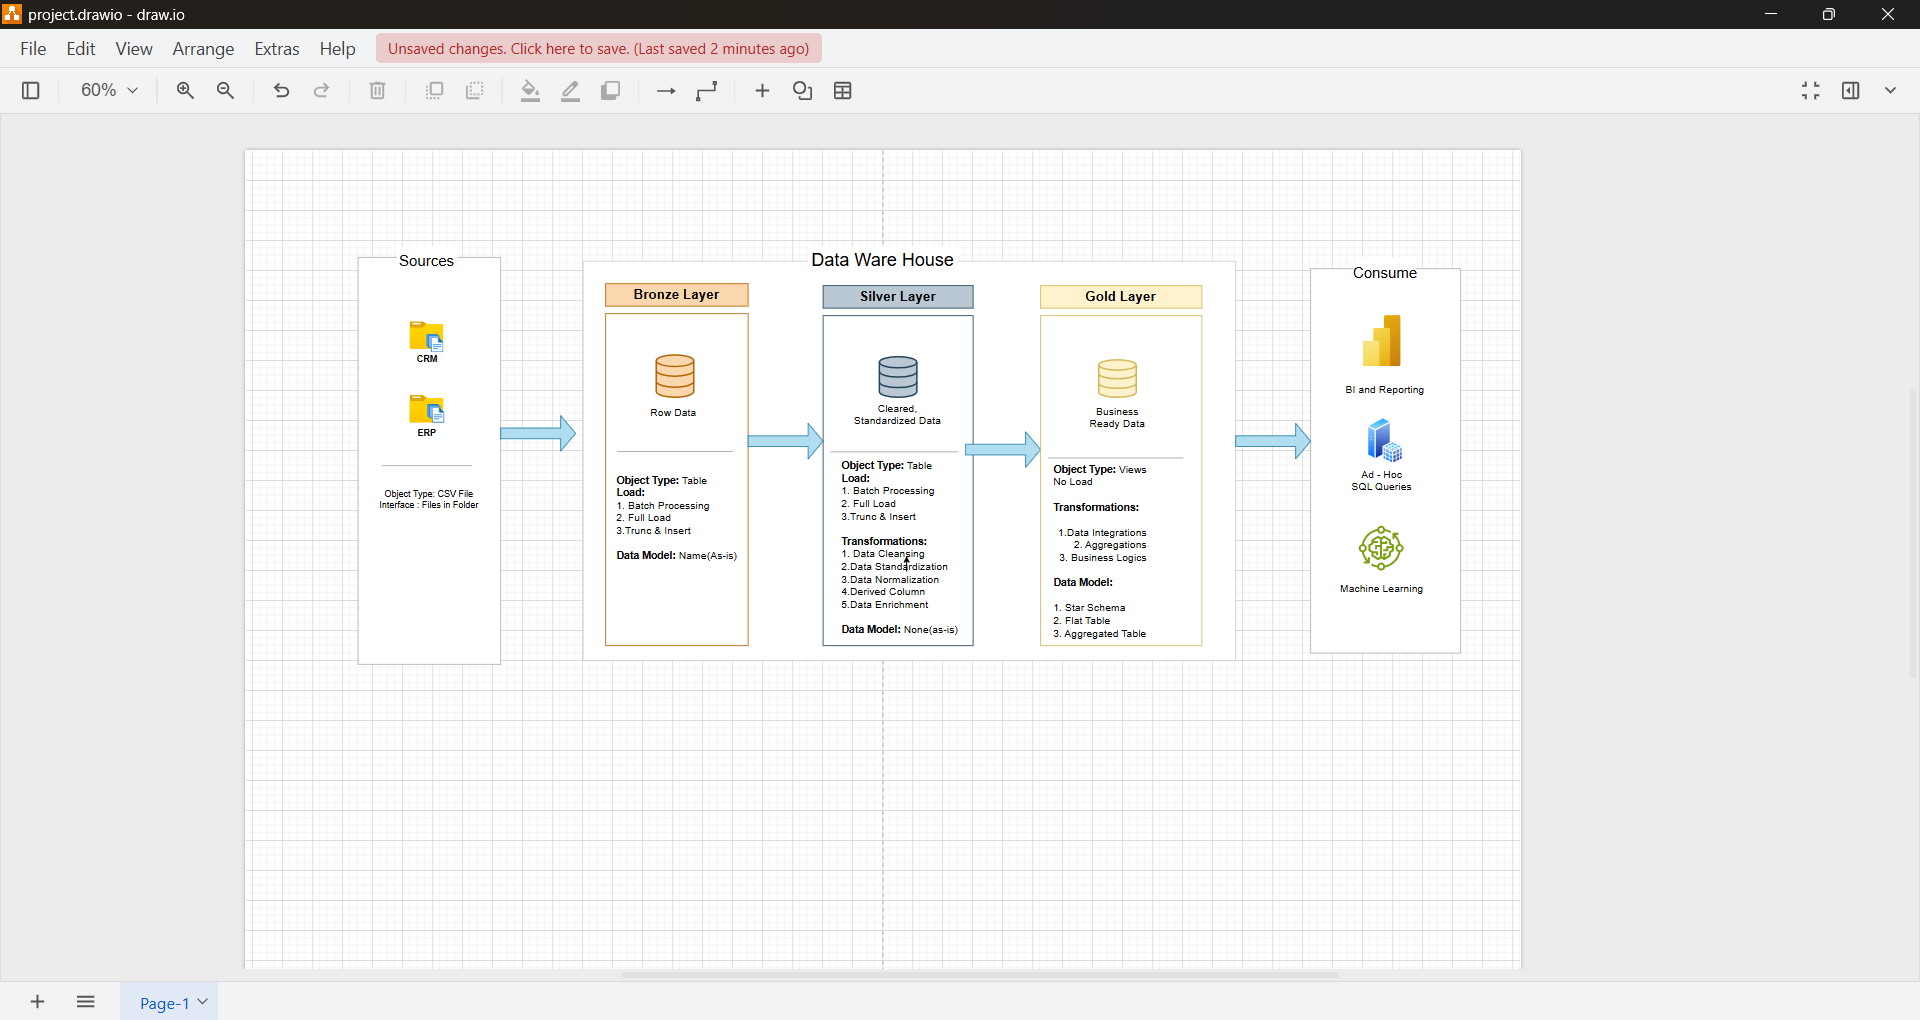 project.drawio - draw.io
File Edit View Arrange Extras Help Unsaved changes. Click here to save. (Last saved 2 minutes ago)
60%
Sources
CRM
ERP
Object Type: CSV File
Interface : Files in Folder
Data Ware House
Bronze Layer
Row Data
Object Type: Table
Load:
1. Batch Processing
2. Full Load
3.Trunc & Insert
Data Model: Name(As-is)
Silver Layer
Cleared,
Standardized Data
Object Type: Table
Load:
1. Batch Processing
2. Full Load
3.Trunc & Insert
Transformations:
1. Data Cleansing
2.Data Standardization
3.Data Normalization
4.Derived Column
5.Data Enrichment
Data Model: None(as-is)
Gold Layer
Business
Ready Data
Object Type: Views
No Load
Transformations:
1.Data Integrations
2. Aggregations
3. Business Logics
Data Model:
1. Star Schema
2. Flat Table
3. Aggregated Table
Consume
BI and Reporting
Ad - Hoc
SQL Queries
Machine Learning
Page-1